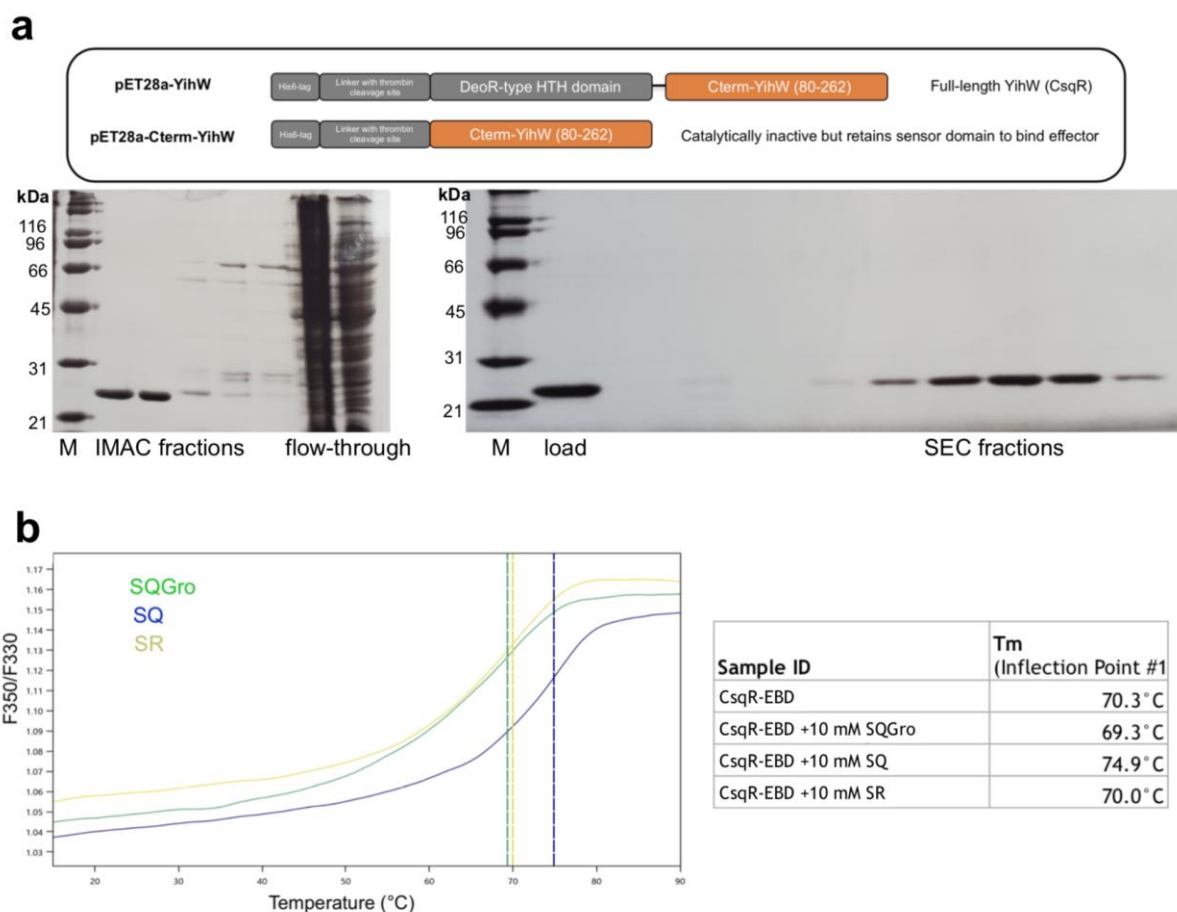 a
pET28a-YihW
His6-tag
Linker with thrombin
cleavage site
DeoR-type HTH domain
Cterm-YihW (80-262)
Full-length YihW (CsqR)
pET28a-Cterm-YihW
His6-tag
Linker with thrombin
cleavage site
Cterm-YihW (80-262)
Catalytically inactive but retains sensor domain to bind effector
kDa
116
96
66
45
31
21
M IMAC fractions flow-through
kDa
116
96
66
45
31
21
M load SEC fractions
b
SQGro
SQ
SR
F350/F330
1.17
1.16
1.15
1.14
1.13
1.12
1.11
1.10
1.09
1.08
1.07
1.06
1.05
1.04
1.03
20 30 40 50 60 70 80 90
Temperature (°C)
Sample ID Tm
(Inflection Point #1
CsqR-EBD 70.3°C
CsqR-EBD +10 mM SQGro 69.3°C
CsqR-EBD +10 mM SQ 74.9°C
CsqR-EBD +10 mM SR 70.0°C